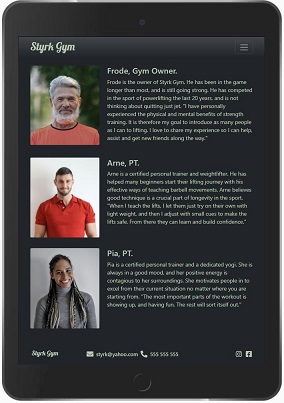 Styrk Gym
Frode, Gym Owner.
Frode is the owner of Styrk Gym. He has been in the game
longer than most, and is still going strong. He has competed
in the sport of powerlifting the last 20 years, and is not
thinking about quitting just jet. "I have personally
experienced the physical and mental benefits of strength
training. It is therefore my goal to introduce as many people
as I can to lifting. I love to share my experience so I can help,
assist and get new friends along the way.
Arne, PT.
Arne is a certified personal trainer and weightlifter. He has
helped many beginners start their lifting journey with his
effective ways of teaching barbell movements. Arne believes
good technique is a crucial part of longevity in the sport.
"When I teach the lifts, I let them just try on their own with
light weight, and then I adjust with small cues to make the
lifts safe. From there they can learn and build confidence."
Pia, PT.
Pia is a certified personal trainer and a dedicated yogi. She is
always in a good mood, and her positive energy is
contagious to her surroundings. She motivates people in to
excel from their current situation no matter where you are
starting from. "The most important parts of the workout is
showing up, and having fun. The rest will sort itself out."
Styrk Gym styrk@yahoo.com 555 555 555